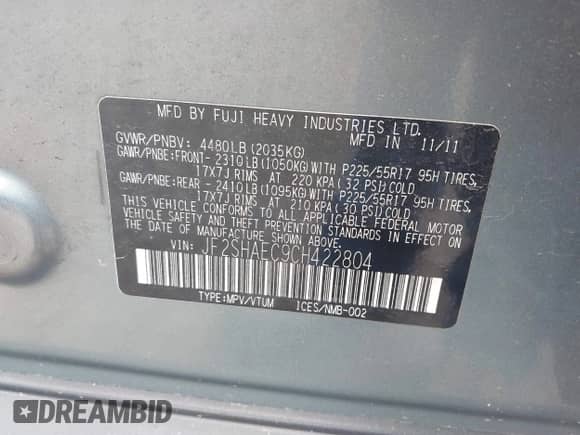 MFD BY FUJI HEAVY INDUSTRIES LTD.
GVWR/PNBV: 4480LB(2035KG) MFD IN 11/11
GAWR/PNBE:FRONT- 2310LB(1050KG)WITH P225/55R17 95H TIRES,
17X7J RIMS AT 220 KPA( 32 PSI)COLD
GAWR/PNBE:REAR - 2410LB(1095KG)WITH P225/55R17 95H TIRES,
17X7J RIMS AT 210 KPA( 30 PSI)COLD
THIS VEHICLE CONFORMS TO ALL APPLICABLE FEDERAL MOTOR
VEHICLE SAFETY AND THEFT PREVENTION STANDARDS IN EFFECT ON
THE DATE OF MANUFACTURE SHOWN ABOVE.
VIN: JF2SHAEC9CH422804
TYPE:MPV/VTUM ICES/NMB-002
DREAMBID